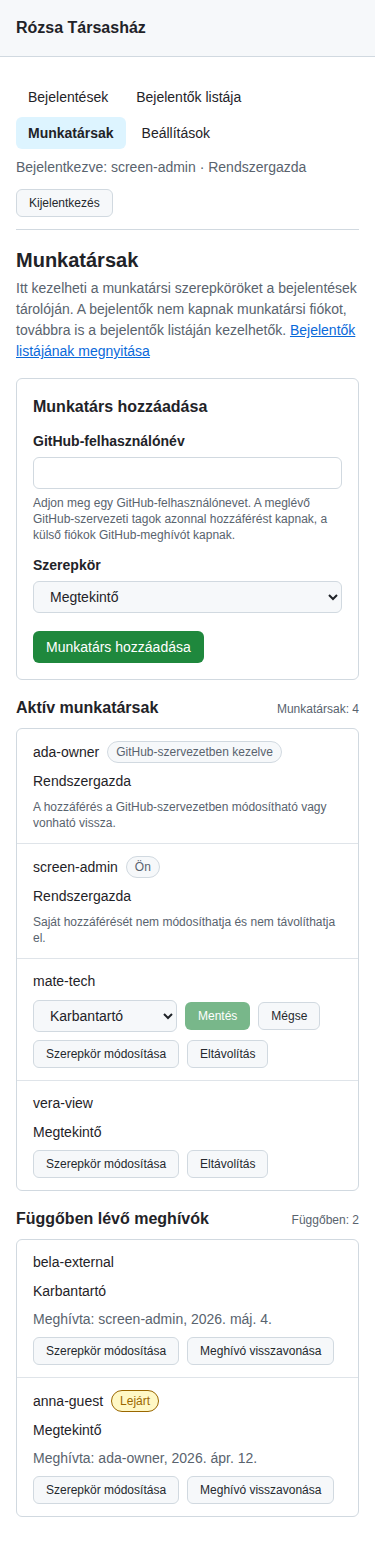 Rózsa Társasház
Bejelentések
Bejelentők listája
Munkatársak
Beállítások
Bejelentkezve: screen-admin · Rendszergazda
Kijelentkezés
Munkatársak
Itt kezelheti a munkatársi szerepköröket a bejelentések
tárolóján. A bejelentők nem kapnak munkatársi fiókot,
továbbra is a bejelentők listáján kezelhetők. Bejelentők
listájának megnyitása
Munkatárs hozzáadása
GitHub-felhasználónév
Adjon meg egy GitHub-felhasználónevet. A meglévő
GitHub-szervezeti tagok azonnal hozzáférést kapnak, a
külső fiókok GitHub-meghívót kapnak.
Szerepkör
Megtekintő
Munkatárs hozzáadása
Aktív munkatársak
Munkatársak: 4
ada-owner
GitHub-szervezetben kezelve
Rendszergazda
A hozzáférés a GitHub-szervezetben módosítható vagy
vonható vissza.
screen-admin
Ön
Rendszergazda
Saját hozzáférését nem módosíthatja és nem távolíthatja
el.
mate-tech
Karbantartó
Mentés
Mégse
Szerepkör módosítása
Eltávolítás
vera-view
Megtekintő
Szerepkör módosítása
Eltávolítás
Függőben lévő meghívók
Függőben: 2
bela-external
Karbantartó
Meghívta: screen-admin, 2026. máj. 4.
Szerepkör módosítása
Meghívó visszavonása
anna-guest
Lejárt
Megtekintő
Meghívta: ada-owner, 2026. ápr. 12.
Szerepkör módosítása
Meghívó visszavonása